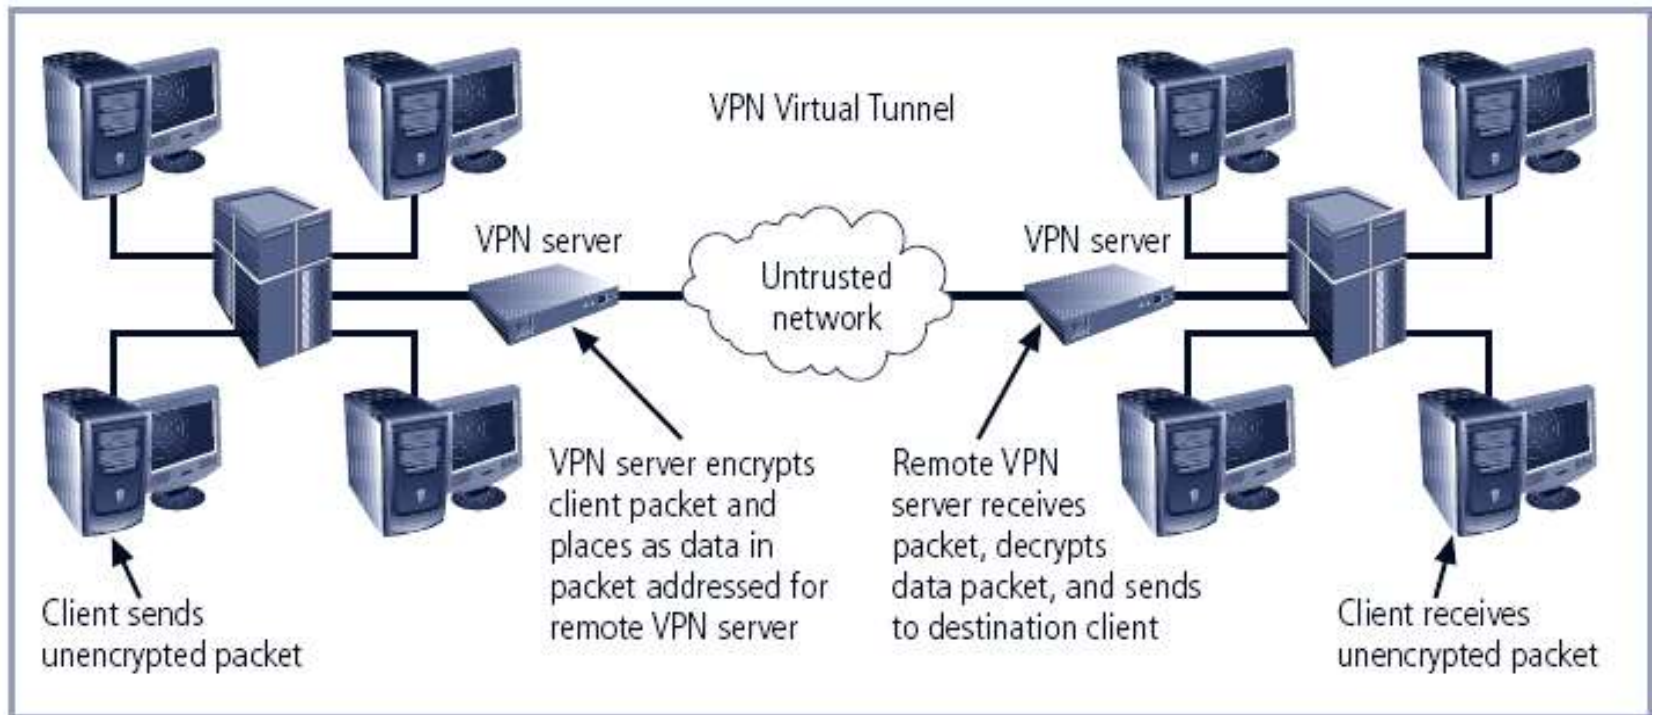 VPN Virtual Tunnel
VPN server
Untrusted
network
VPN server
VPN server encrypts
client packet and
places as data in
packet addressed for
remote VPN server
Remote VPN
server receives
packet, decrypts
data packet, and sends
to destination client
Client sends
unencrypted packet
Client receives
unencrypted packet